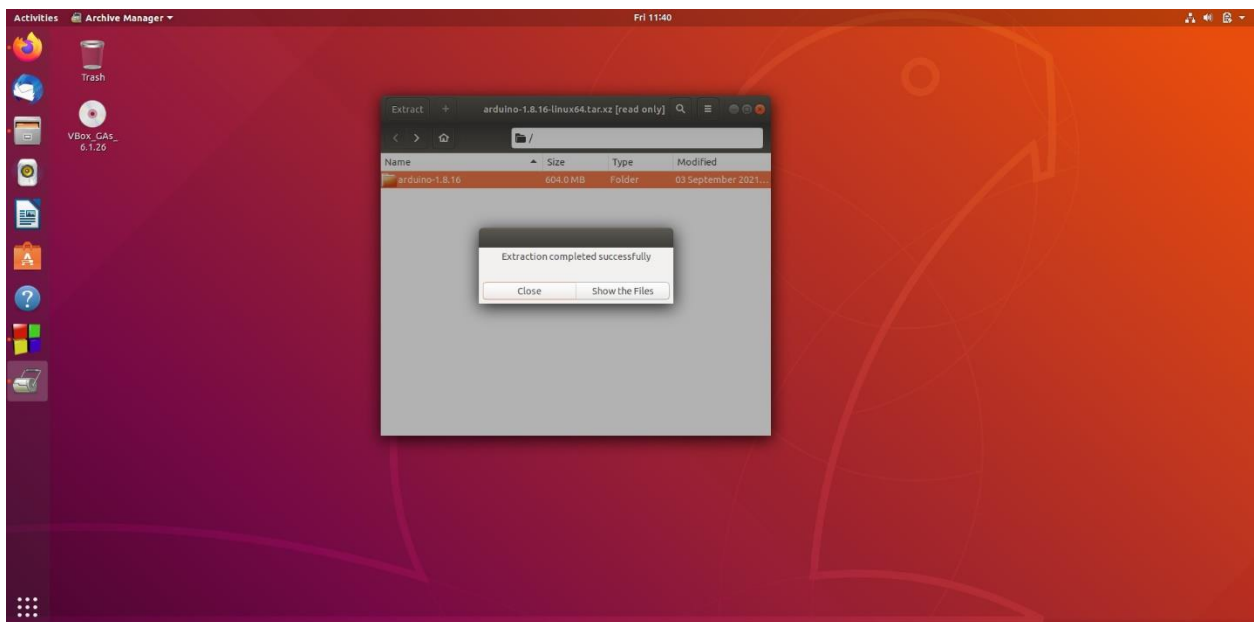 Activities Archive Manager Fri 11:40
Trash
VBox_GAs_
6.1.26
Extract + arduino-1.8.16-linux64.tar.xz [read only]
/
Name Size Type Modified
arduino-1.8.16 604.0 MB Folder 03 September 2021...
Extraction completed successfully
Close Show the Files